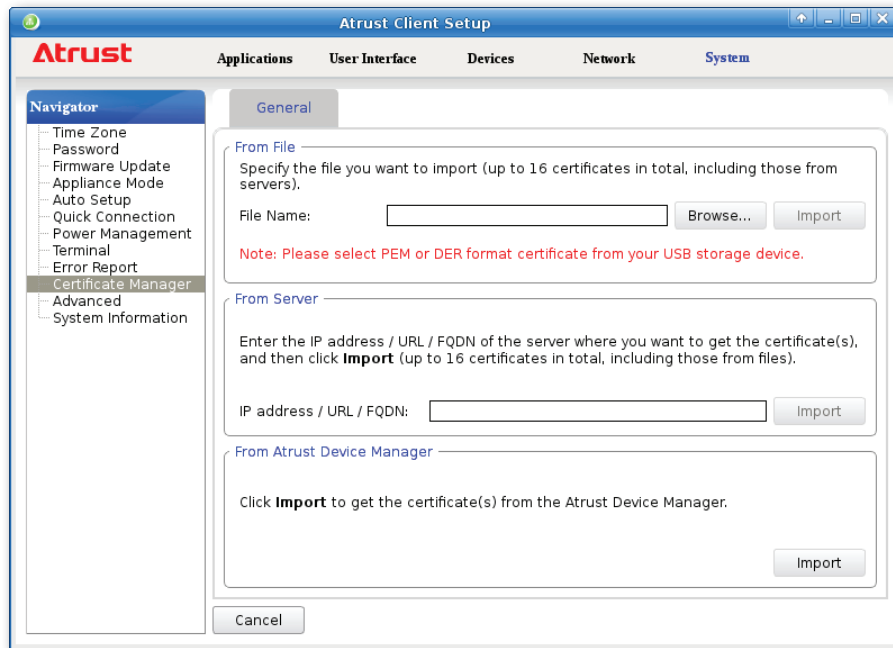 Atrust Client Setup
Atrust
Applications User Interface Devices Network System
Navigator
Time Zone
Password
Firmware Update
Appliance Mode
Auto Setup
Quick Connection
Power Management
Terminal
Error Report
Certificate Manager
Advanced
System Information
General
From File
Specify the file you want to import (up to 16 certificates in total, including those from
servers).
File Name: Browse... Import
Note: Please select PEM or DER format certificate from your USB storage device.
From Server
Enter the IP address / URL / FQDN of the server where you want to get the certificate(s),
and then click Import (up to 16 certificates in total, including those from files).
IP address / URL / FQDN: Import
From Atrust Device Manager
Click Import to get the certificate(s) from the Atrust Device Manager.
Import
Cancel